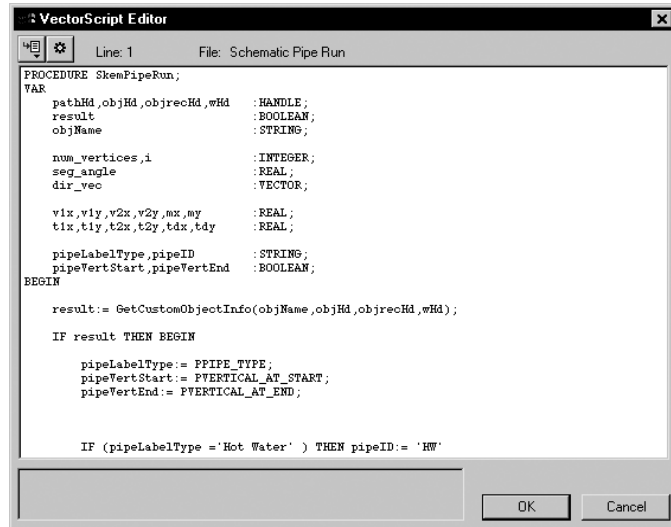 VectorScript Editor
Line: 1 File: Schematic Pipe Run
PROCEDURE SkemPipeRun;
VAR
pathHd,objHd,objrecHd,wHd :HANDLE;
result :BOOLEAN;
objName :STRING;
num_vertices,i :INTEGER;
seg_angle :REAL;
dir_vec :VECTOR;
v1x,v1y,v2x,v2y,mx,my :REAL;
t1x,t1y,t2x,t2y,tdx,tdy :REAL;
pipeLabelType,pipeID :STRING;
pipeVertStart,pipeVertEnd :BOOLEAN;
BEGIN
result:= GetCustomObjectInfo(objName,objHd,objrecHd,wHd);
IF result THEN BEGIN
pipeLabelType:= PPIPE_TYPE;
pipeVertStart:= PVERTICAL_AT_START;
pipeVertEnd:= PVERTICAL_AT_END;
IF (pipeLabelType ='Hot Water' ) THEN pipeID:= 'HW'
OK Cancel